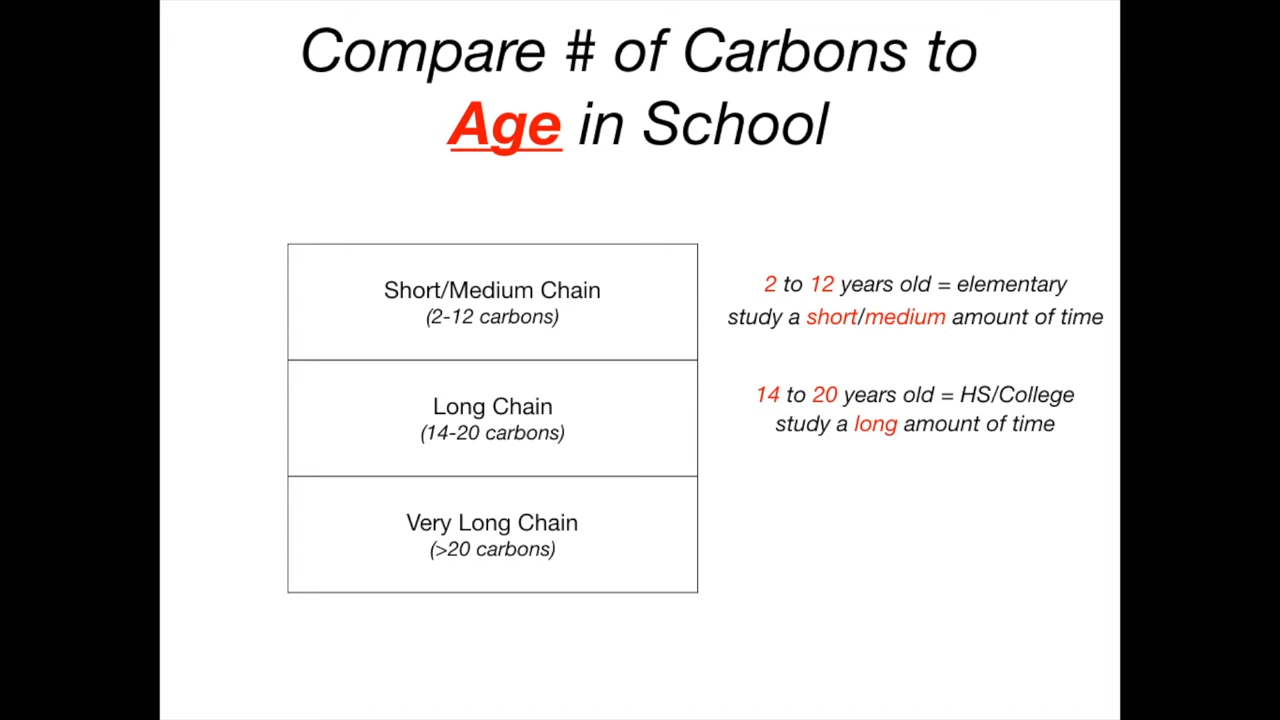 Compare # of Carbons to
Age in School
Short/Medium Chain
(2-12 carbons)
2 to 12 years old = elementary
study a short/medium amount of time
Long Chain
(14-20 carbons)
14 to 20 years old = HS/College
study a long amount of time
Very Long Chain
(>20 carbons)